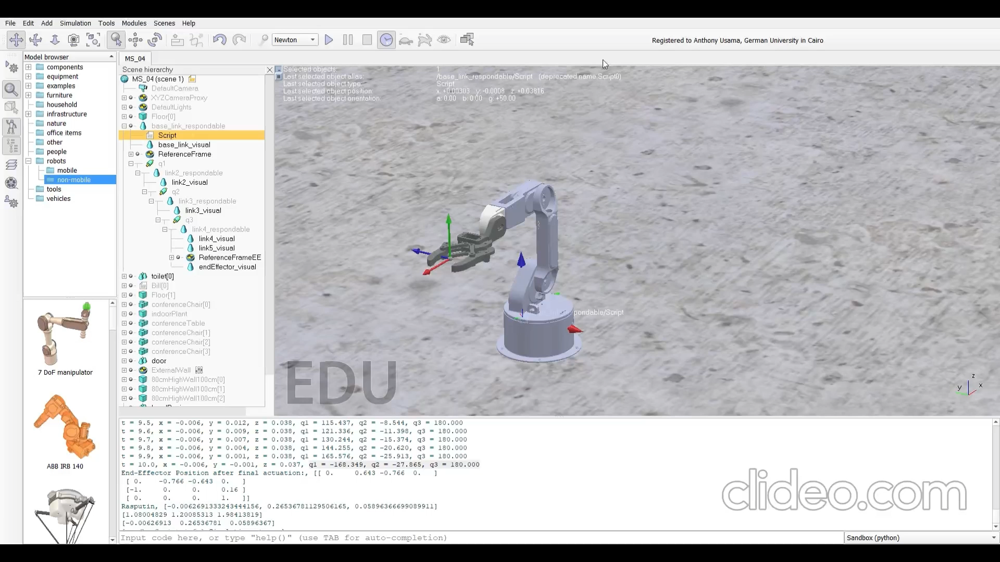 File Edit Add Simulation Tools Modules Scenes Help
Newton
Registered to Anthony Usama, German University in Cairo
Model browser
components
equipment
examples
furniture
household
infrastructure
nature
office items
other
people
robots
mobile
non-mobile
tools
vehicles
7 DoF manipulator
ABB IRB 140
MS_04
Scene hierarchy
MS_04 (scene 1)
DefaultCamera
XYZCameraProxy
DefaultLights
Floor[0]
base_link_respondable
Script
base_link_visual
ReferenceFrame
q1
link2_respondable
link2_visual
q2
link3_respondable
link3_visual
q3
link4_respondable
link4_visual
link5_visual
ReferenceFrameEE
endEffector_visual
toilet[0]
Bill[0]
Floor[1]
conferenceChair[0]
indoorPlant
conferenceTable
conferenceChair[1]
conferenceChair[2]
conferenceChair[3]
door
ExternalWall
80cmHighWall100cm[0]
80cmHighWall100cm[1]
80cmHighWall100cm[2]
Selected objects: 1
Last selected object alias: /base_link_respondable/Script (deprecated name:Script0)
Last selected object type: Script
Last selected object position: x: +0.00303 y: -0.0008 z: +0.03816
Last selected object orientation: a: 0.00 b: 0.00 g: +50.00
pondable/Script
EDU
z
y x
t = 9.5, x = -0.006, y = 0.012, z = 0.038, q1 = 115.437, q2 = -8.544, q3 = 180.000
t = 9.6, x = -0.006, y = 0.009, z = 0.038, q1 = 121.336, q2 = -11.398, q3 = 180.000
t = 9.7, x = -0.006, y = 0.007, z = 0.038, q1 = 130.244, q2 = -15.374, q3 = 180.000
t = 9.8, x = -0.006, y = 0.004, z = 0.038, q1 = 144.255, q2 = -20.620, q3 = 180.000
t = 9.9, x = -0.006, y = 0.001, z = 0.038, q1 = 165.576, q2 = -25.913, q3 = 180.000
t = 10.0, x = -0.006, y = -0.001, z = 0.037, q1 = -168.349, q2 = -27.865, q3 = 180.000
End-Effector Position after final actuation:, [[ 0. 0.643 -0.766 0. ]
[ 0. -0.766 -0.643 0. ]
[-1. 0. 0. 0.16 ]
[ 0. 0. 0. 1. ]]
Rasputin, [-0.0062691333243444156, 0.26536781129506165, 0.05896366699089911]
[1.08004829 1.20085313 1.98413819]
[-0.00626913 0.26536781 0.05896367]
Input code here, or type "help()" (use TAB for auto-completion)
Sandbox (python)
clideo.com